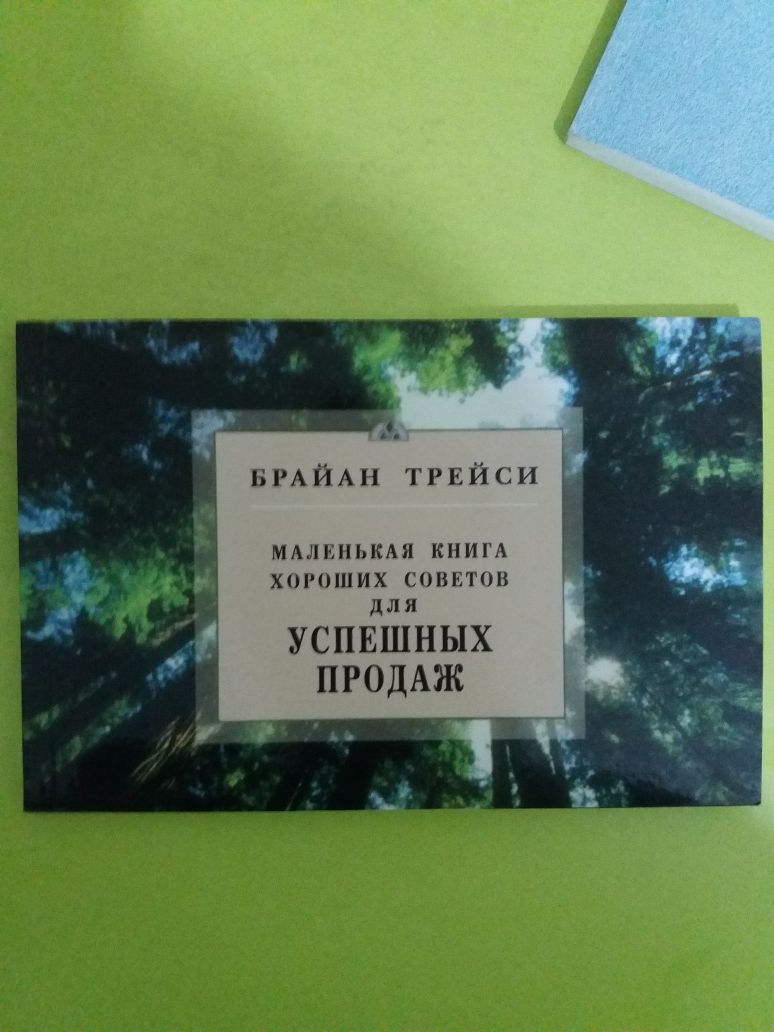 БРАЙАН ТРЕЙСИ
МАЛЕНЬКАЯ КНИГА
ХОРОШИХ СОВЕТОВ
ДЛЯ
УСПЕШНЫХ
ПРОДАЖ